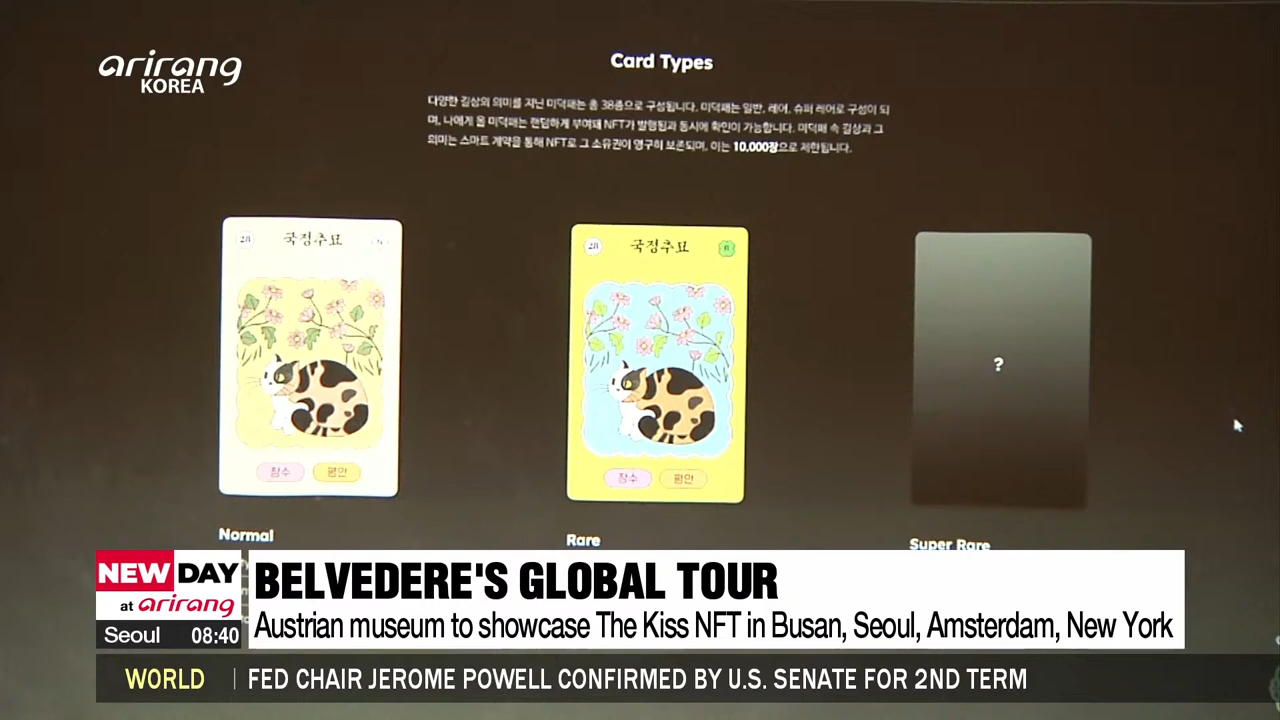 arirang
KOREA
Card Types
다양한 길상의 의미를 지닌 미덕패는 총 38종으로 구성됩니다. 미덕패는 일반, 레어, 슈퍼 레어로 구성이 되
며, 나에게 올 미덕패는 랜덤하게 부여돼 NFT가 발행됨과 동시에 확인이 가능합니다. 미덕패 속 길상과 그
의미는 스마트 계약을 통해 NFT로 그 소유권이 영구히 보존되며, 이는 10,000장으로 제한됩니다.
28 국정추묘 N
28 국정추묘 R
?
장수 평안
장수 평안
Normal
Rare
Super Rare
NEW DAY
at arirang
Seoul 08:40
BELVEDERE'S GLOBAL TOUR
Austrian museum to showcase The Kiss NFT in Busan, Seoul, Amsterdam, New York
WORLD
FED CHAIR JEROME POWELL CONFIRMED BY U.S. SENATE FOR 2ND TERM